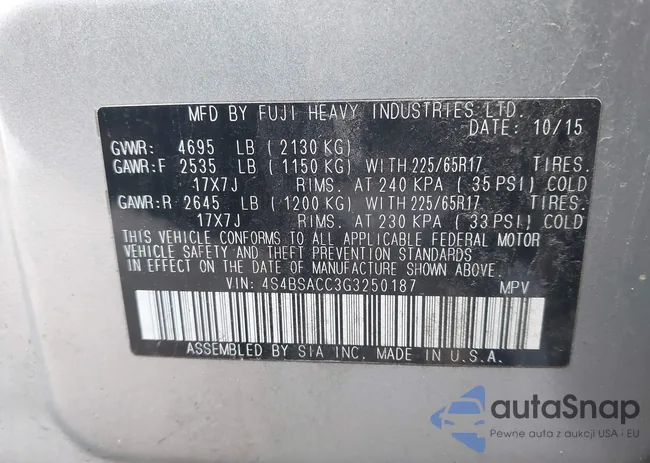 MFD BY FUJI HEAVY INDUSTRIES LTD.
DATE: 10/15
GVWR: 4695 LB (2130 KG)
GAWR:F 2535 LB (1150 KG) WITH 225/65R17 TIRES.
17X7J RIMS. AT 240 KPA (35 PSI) COLD
GAWR:R 2645 LB (1200 KG) WITH 225/65R17 TIRES.
17X7J RIMS. AT 230 KPA (33 PSI) COLD
THIS VEHICLE CONFORMS TO ALL APPLICABLE FEDERAL MOTOR
VEHICLE SAFETY AND THEFT PREVENTION STANDARDS
IN EFFECT ON THE DATE OF MANUFACTURE SHOWN ABOVE.
VIN: 4S4BSACC3G3250187 MPV
ASSEMBLED BY SIA INC. MADE IN U.S.A.
autaSnap
Pewne auta z aukcji USA i EU